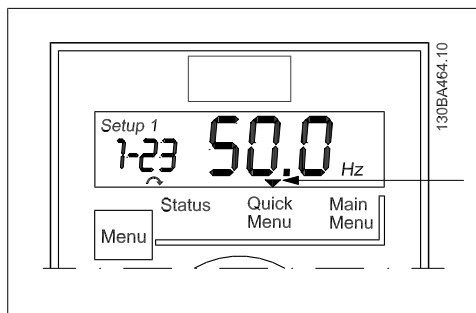 130BA464.10
Setup 1
1-23 50.0 Hz
Status Quick Menu Main Menu
Menu